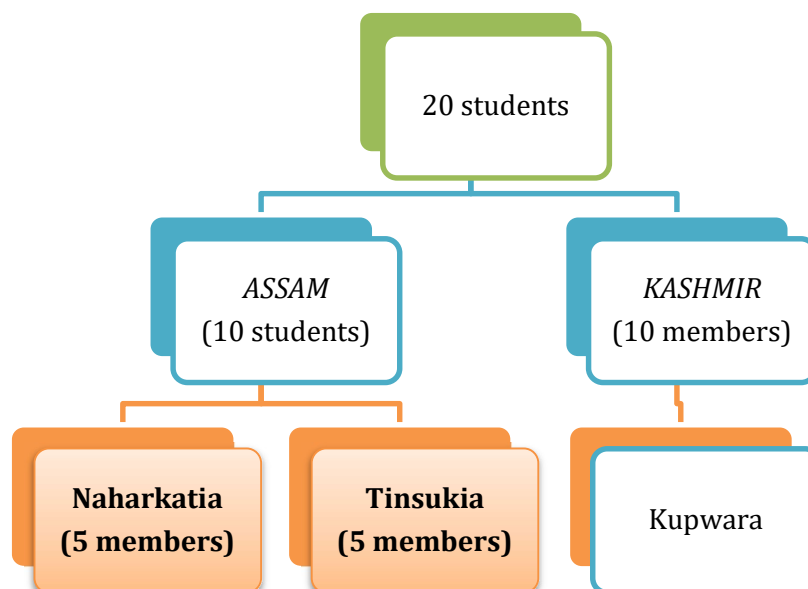 20 students
ASSAM
(10 students)
KASHMIR
(10 members)
Naharkatia
(5 members)
Tinsukia
(5 members)
Kupwara